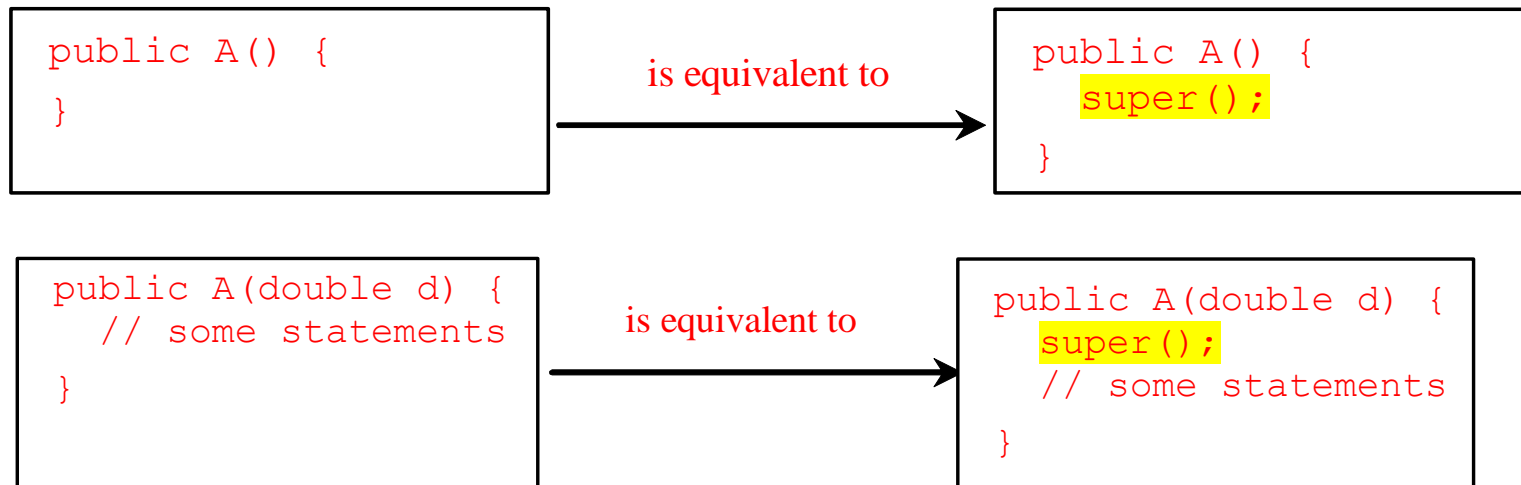 public A() {
}
is equivalent to
public A() {
super();
}
public A(double d) {
// some statements
}
is equivalent to
public A(double d) {
super();
// some statements
}